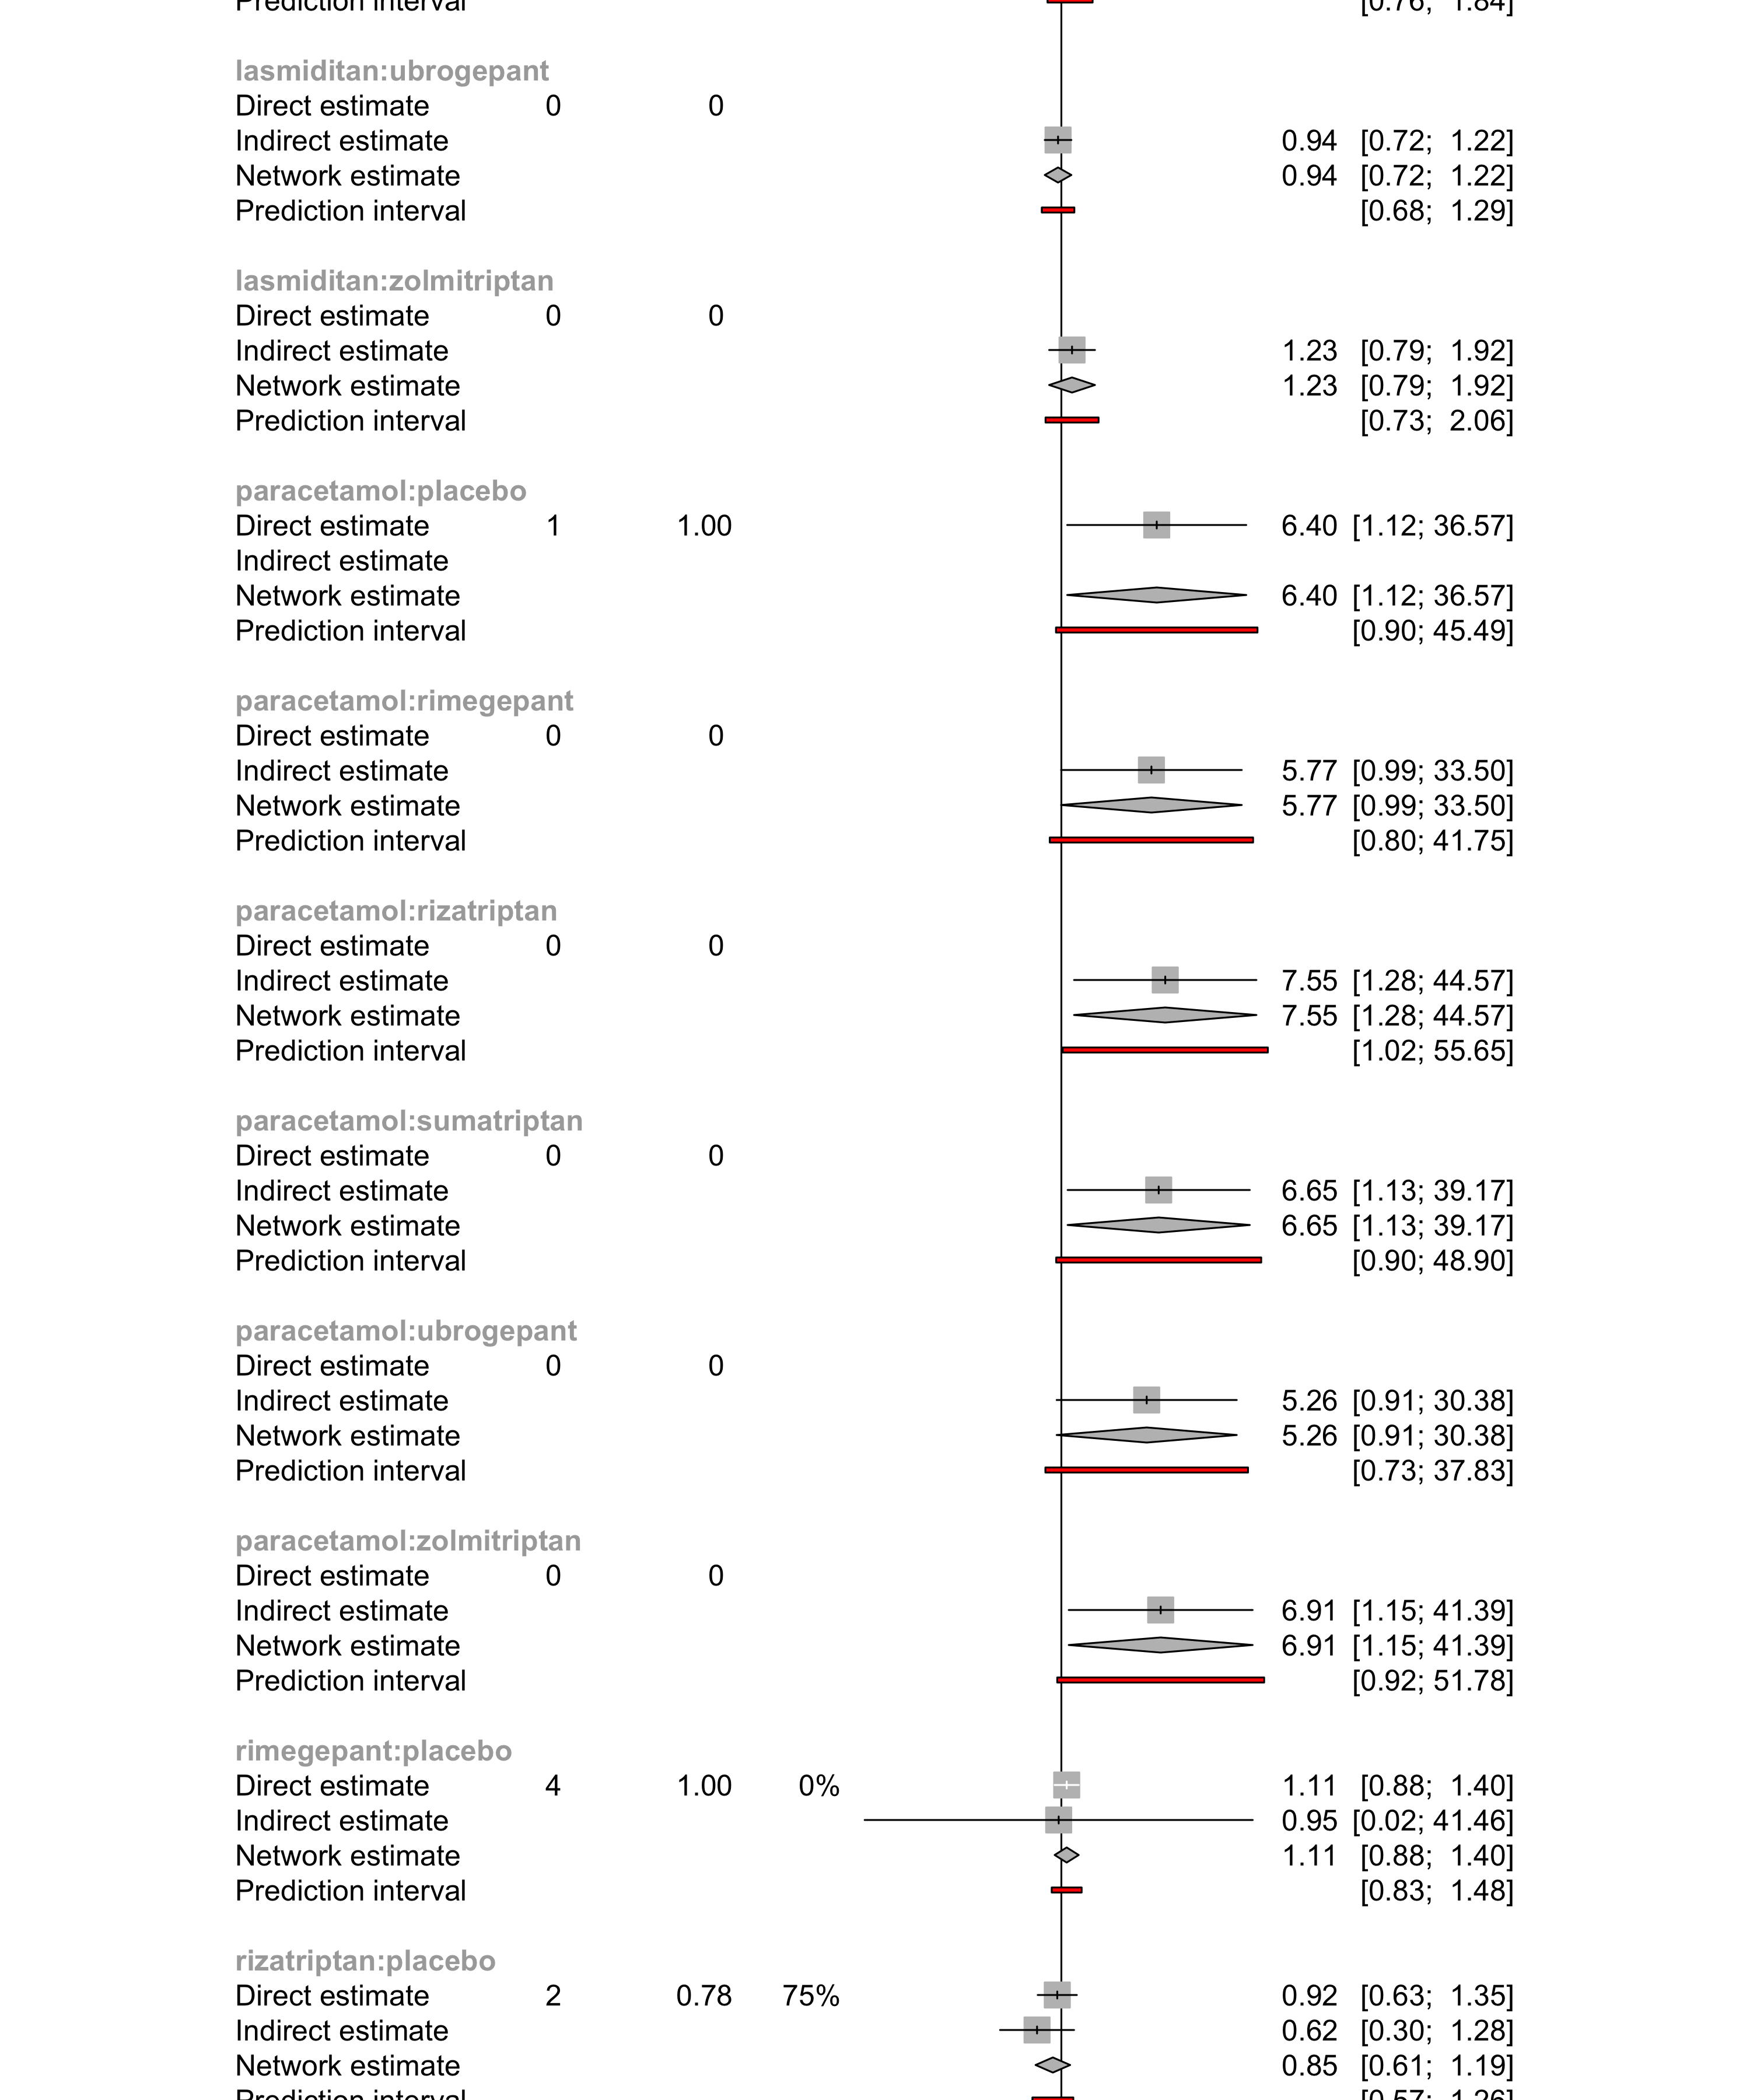 Prediction interval [0.76; 1.84]
lasmiditan:ubrogepant
Direct estimate 0 0
Indirect estimate 0.94 [0.72; 1.22]
Network estimate 0.94 [0.72; 1.22]
Prediction interval [0.68; 1.29]
lasmiditan:zolmitriptan
Direct estimate 0 0
Indirect estimate 1.23 [0.79; 1.92]
Network estimate 1.23 [0.79; 1.92]
Prediction interval [0.73; 2.06]
paracetamol:placebo
Direct estimate 1 1.00 6.40 [1.12; 36.57]
Indirect estimate
Network estimate 6.40 [1.12; 36.57]
Prediction interval [0.90; 45.49]
paracetamol:rimegepant
Direct estimate 0 0
Indirect estimate 5.77 [0.99; 33.50]
Network estimate 5.77 [0.99; 33.50]
Prediction interval [0.80; 41.75]
paracetamol:rizatriptan
Direct estimate 0 0
Indirect estimate 7.55 [1.28; 44.57]
Network estimate 7.55 [1.28; 44.57]
Prediction interval [1.02; 55.65]
paracetamol:sumatriptan
Direct estimate 0 0
Indirect estimate 6.65 [1.13; 39.17]
Network estimate 6.65 [1.13; 39.17]
Prediction interval [0.90; 48.90]
paracetamol:ubrogepant
Direct estimate 0 0
Indirect estimate 5.26 [0.91; 30.38]
Network estimate 5.26 [0.91; 30.38]
Prediction interval [0.73; 37.83]
paracetamol:zolmitriptan
Direct estimate 0 0
Indirect estimate 6.91 [1.15; 41.39]
Network estimate 6.91 [1.15; 41.39]
Prediction interval [0.92; 51.78]
rimegepant:placebo
Direct estimate 4 1.00 0% 1.11 [0.88; 1.40]
Indirect estimate 0.95 [0.02; 41.46]
Network estimate 1.11 [0.88; 1.40]
Prediction interval [0.83; 1.48]
rizatriptan:placebo
Direct estimate 2 0.78 75% 0.92 [0.63; 1.35]
Indirect estimate 0.62 [0.30; 1.28]
Network estimate 0.85 [0.61; 1.19]
Prediction interval [0.57; 1.26]